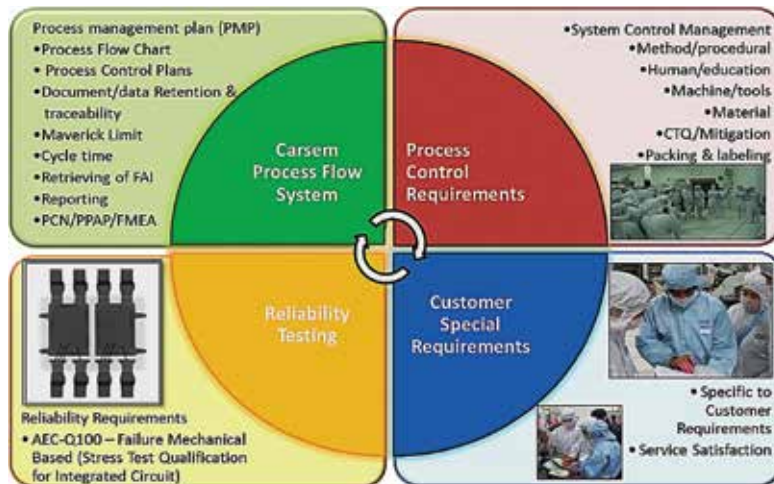 Process management plan (PMP)
•Process Flow Chart
• Process Control Plans
•Document/data Retention &
traceability
•Maverick Limit
•Cycle time
•Retrieving of FAI
•Reporting
•PCN/PPAP/FMEA
Carsem
Process Flow
System
•System Control Management
•Method/procedural
•Human/education
•Machine/tools
•Material
•CTQ/Mitigation
•Packing & labeling
Process
Control
Requirements
Reliability
Testing
Reliability Requirements
• AEC-Q100 – Failure Mechanical
Based (Stress Test Qualification
for Integrated Circuit)
Customer
Special
Requirements
• Specific to
Customer
Requirements
•Service Satisfaction